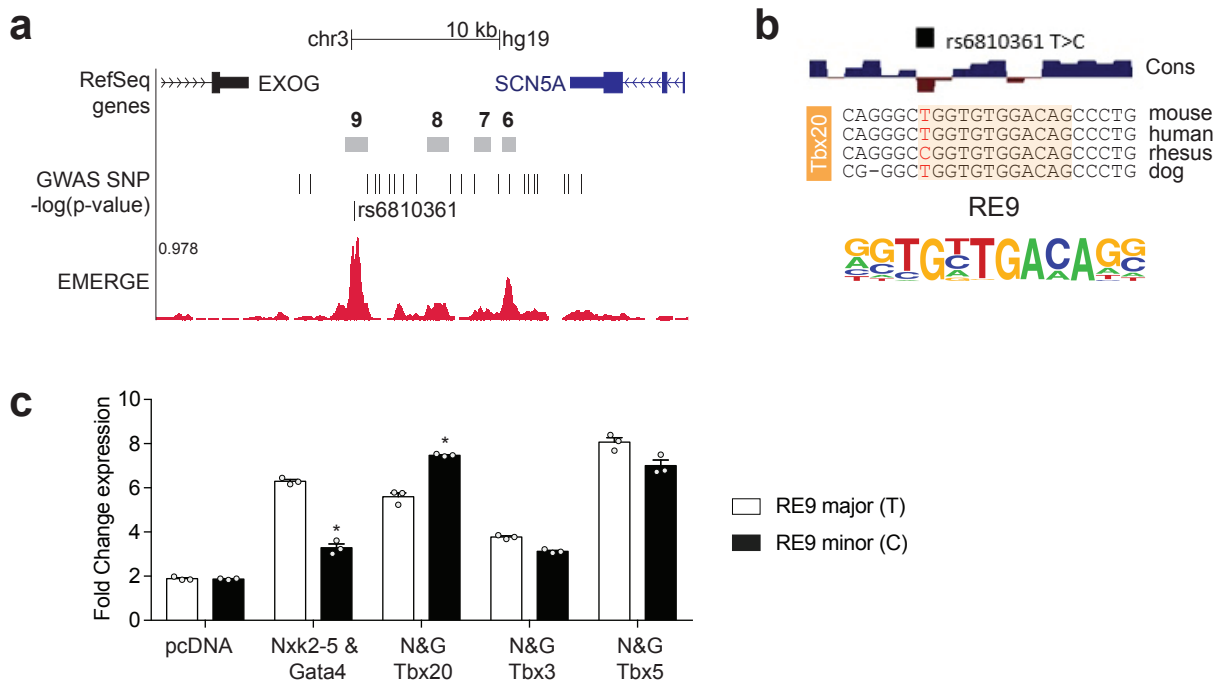 a
chr3
10 kb
hg19
RefSeq
genes
EXOG
SCN5A
9
8
7
6
GWAS SNP
-log(p-value)
rs6810361
0.978
EMERGE
b
rs6810361 T>C
Cons
Tbx20
CAGGGCTGGTGTGGACAGCCCTG mouse
CAGGGCTGGTGTGGACAGCCCTG human
CAGGGCCGGTGTGGACAGCCCTG rhesus
CG-GGCTGGTGTGGACAGCCCTG dog
RE9
GGTGTTGACAGG
c
Fold Change expression
10
8
6
4
2
0
*
*
pcDNA
Nxk2-5 &
Gata4
N&G
Tbx20
N&G
Tbx3
N&G
Tbx5
RE9 major (T)
RE9 minor (C)